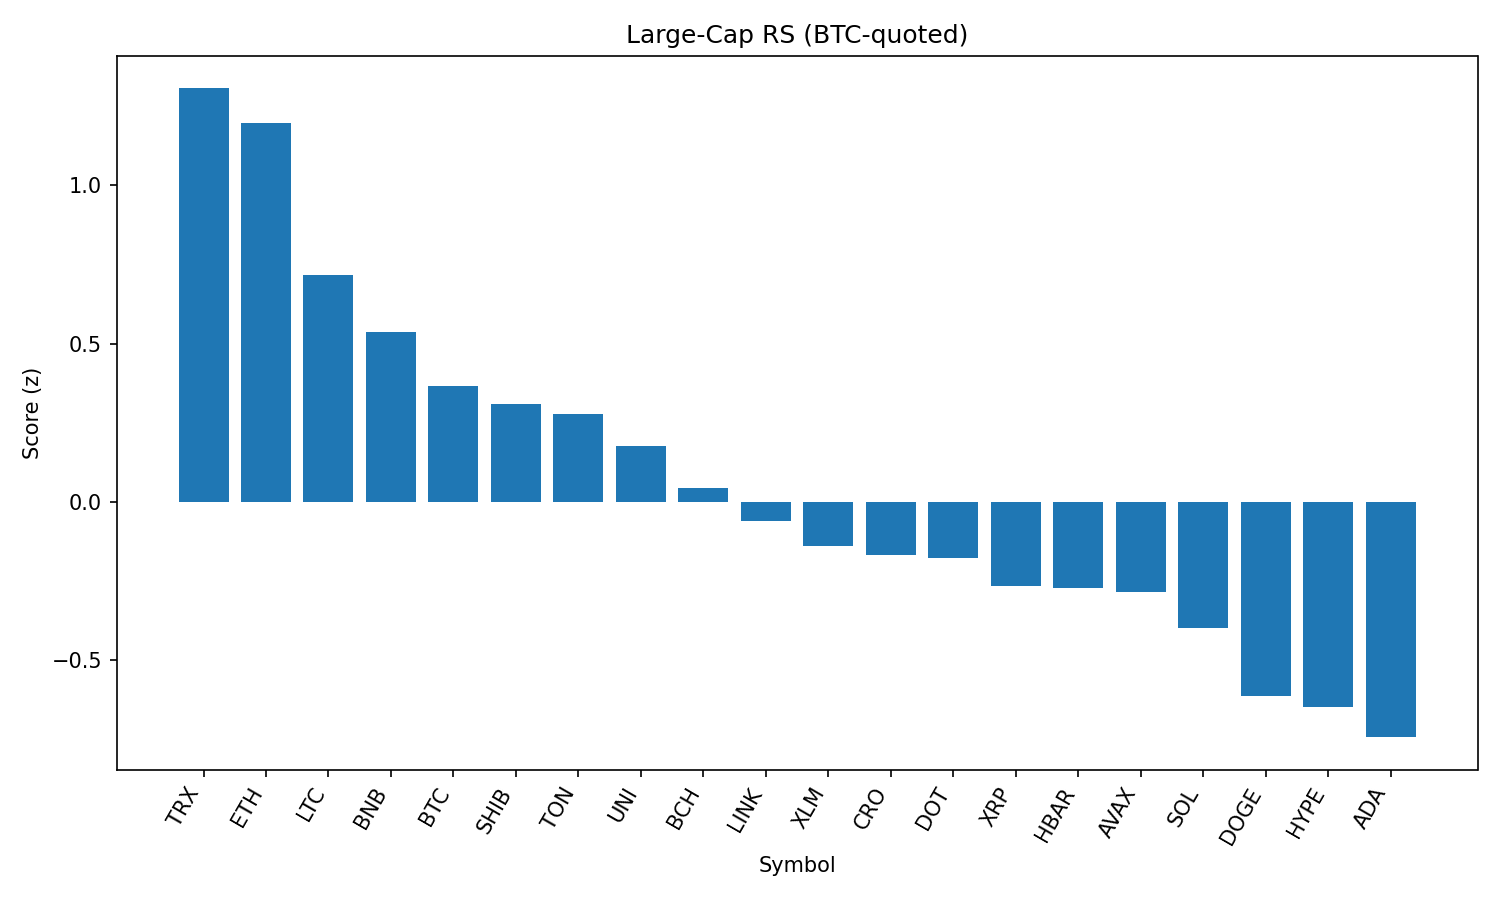 Large-Cap RS (BTC-quoted)
Score (z)
1.0
0.5
0.0
−0.5
TRX
ETH
LTC
BNB
BTC
SHIB
TON
UNI
BCH
LINK
XLM
CRO
DOT
XRP
HBAR
AVAX
SOL
DOGE
HYPE
ADA
Symbol